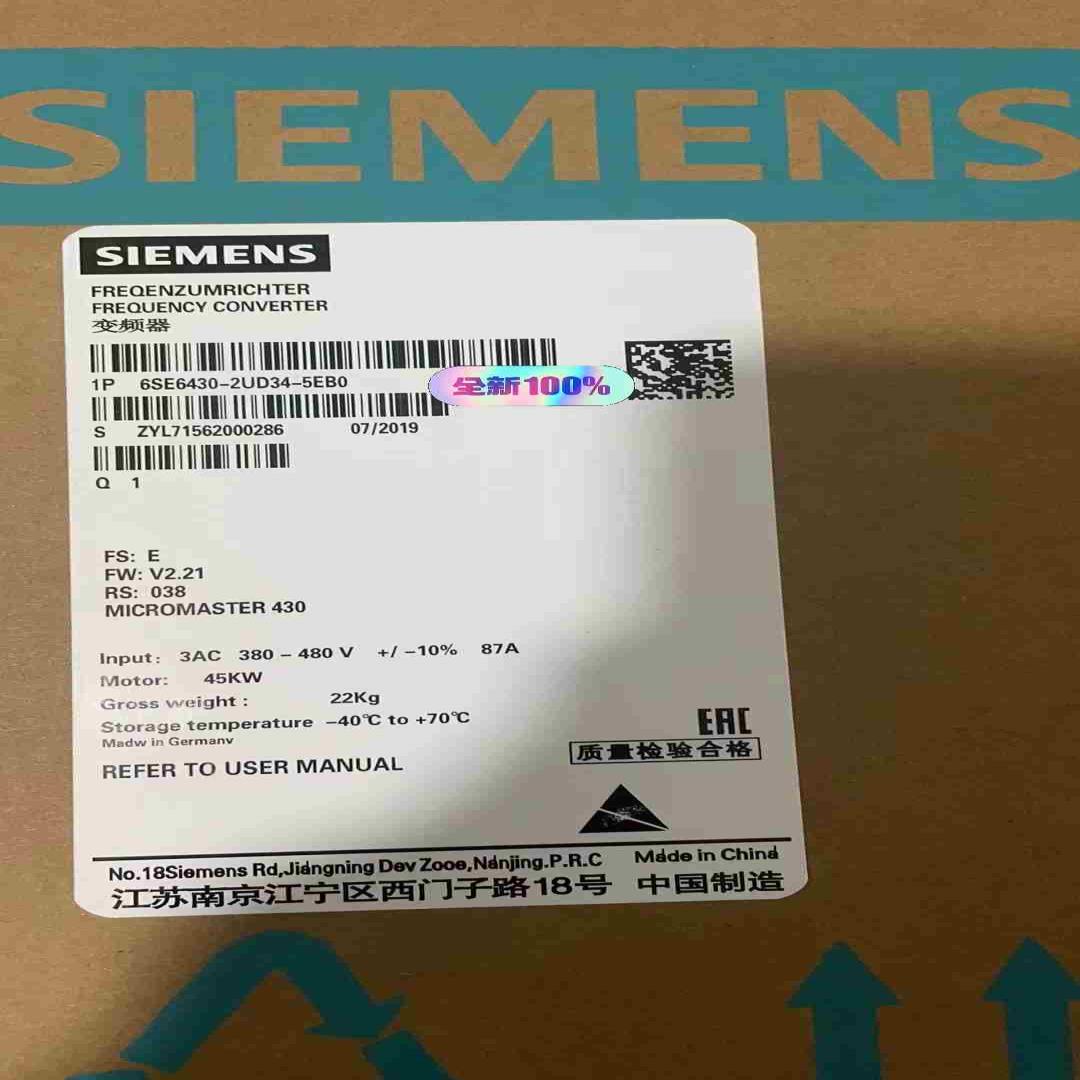 SIEMENS
SIEMENS
FREQENZUMRICHTER
FREQUENCY CONVERTER
变频器
1P 6SE6430-2UD34-5EB0
全新100%
S ZYL71562000286 07/2019
Q 1
FS: E
FW: V2.21
RS: 038
MICROMASTER 430
Input: 3AC 380 - 480 V +/ -10% 87A
Motor: 45KW
Gross weight : 22Kg
Storage temperature -40℃ to +70℃
Madw in Germanv
REFER TO USER MANUAL
EAC
质量检验合格
No.18Siemens Rd,Jiangning Dev Zooe,Nanjing.P.R.C Made in China
江苏南京江宁区西门子路18号 中国制造